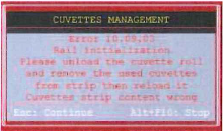 CUVETTES MANAGEMENT
Error 10.08.03
Rail initialization
Please unload the cuvette roll
and remove the used cuvettes
from strip then reload it
Cuvettes strip content wrong
Esc: Continue Alt+F10: Stop